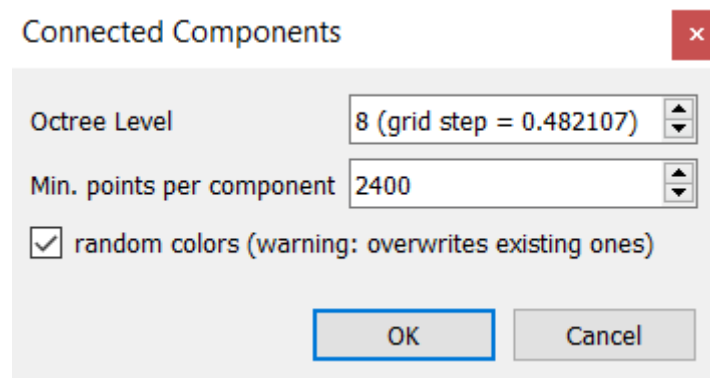 Connected Components
Octree Level 8 (grid step = 0.482107)
Min. points per component 2400
random colors (warning: overwrites existing ones)
OK Cancel